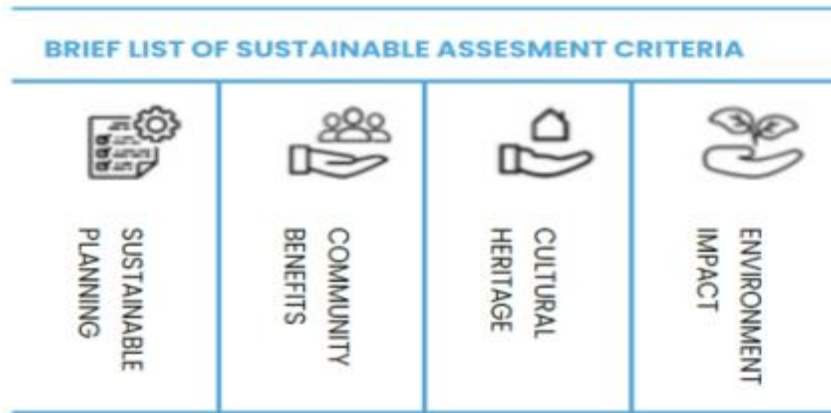 BRIEF LIST OF SUSTAINABLE ASSESMENT CRITERIA
SUSTAINABLE
PLANNING
COMMUNITY
BENEFITS
CULTURAL
HERITAGE
ENVIRONMENT
IMPACT